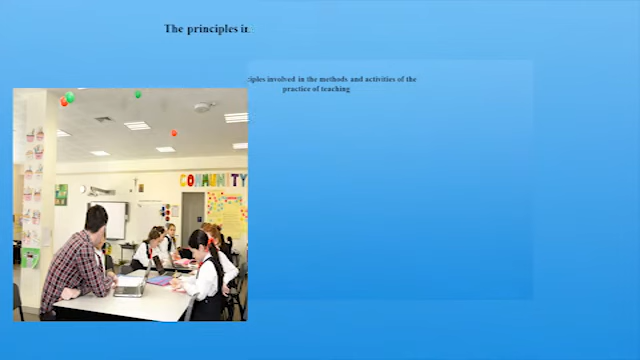 The principles
involved in the methods and activities of the
practice of teaching
COMMUNITY